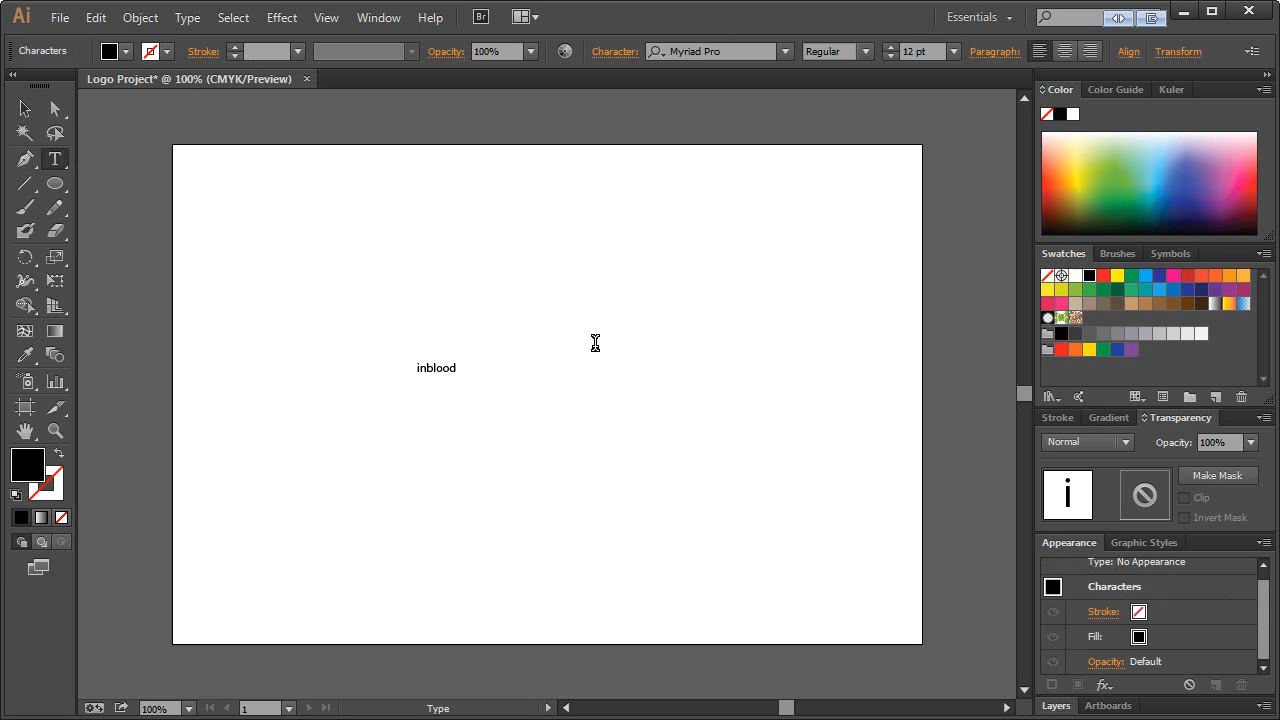 Ai File Edit Object Type Select Effect View Window Help Br Essentials
Characters Stroke: Opacity: 100% Character: Myriad Pro Regular 12 pt Paragraph: Align Transform
Logo Project* @ 100% (CMYK/Preview) ×
Color Color Guide Kuler
T
Swatches Brushes Symbols
inblood
Stroke Gradient Transparency
Normal Opacity: 100%
Make Mask
i
Clip
Invert Mask
Appearance Graphic Styles
Type: No Appearance
Characters
Stroke:
Fill:
Opacity: Default
fx
Layers Artboards
100% 1 Type